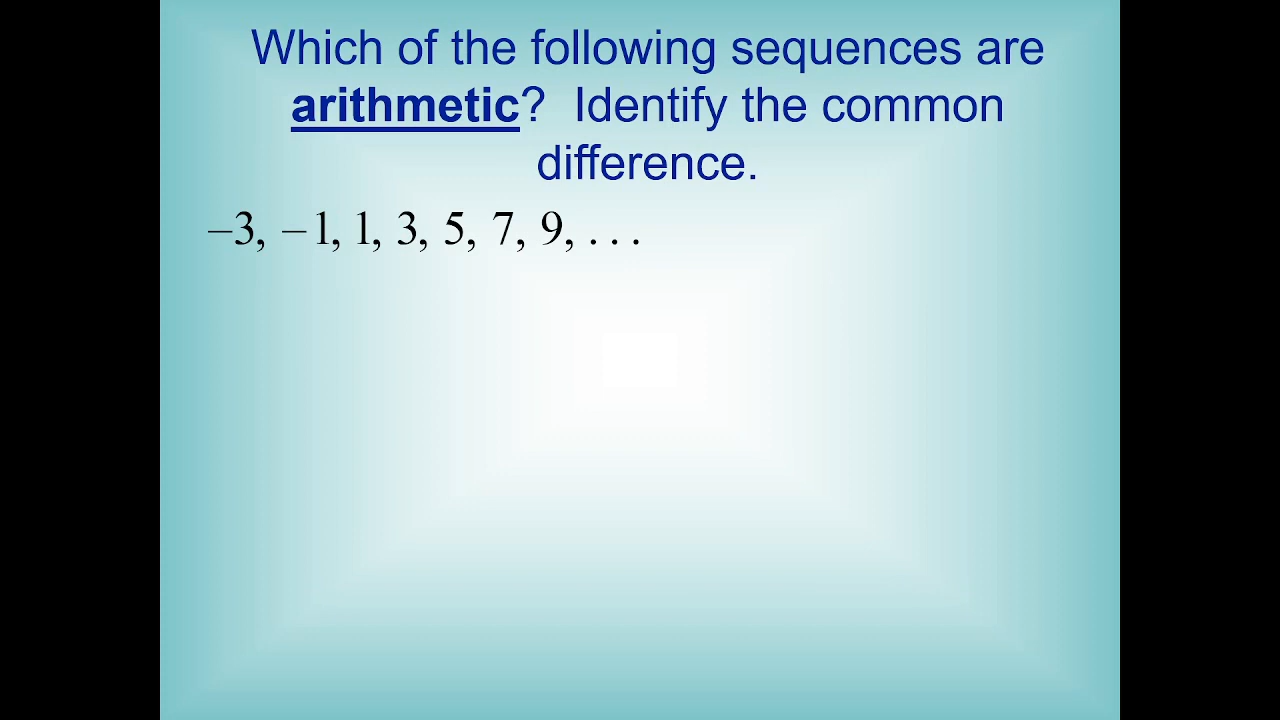 Which of the following sequences are
arithmetic? Identify the common
difference.
−3, −1, 1, 3, 5, 7, 9, . . .